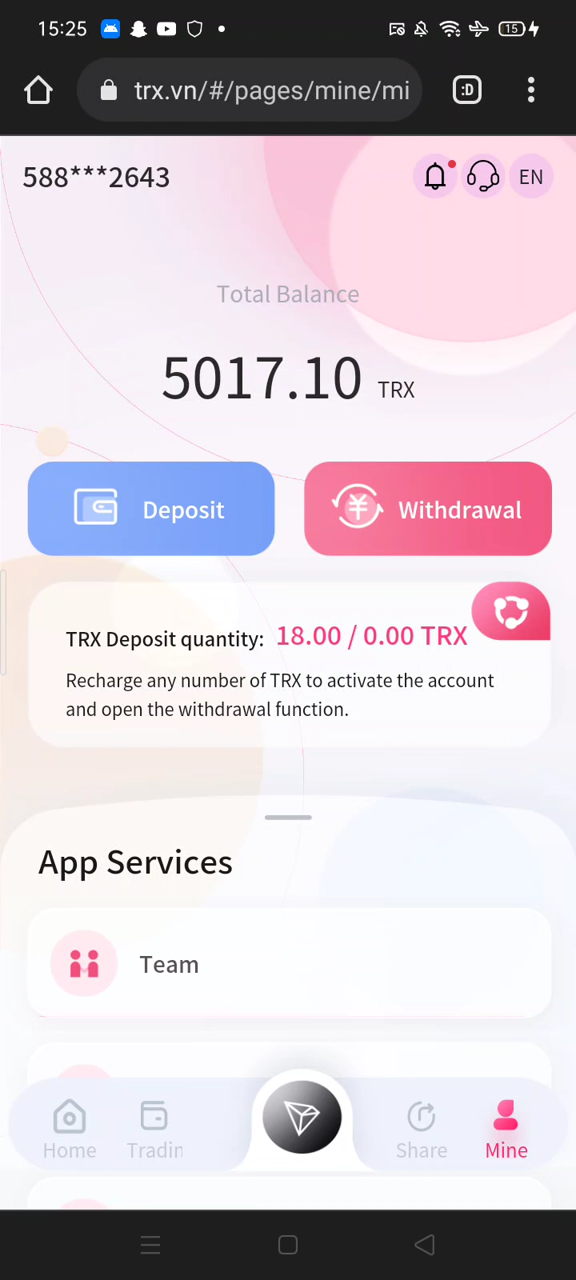 15:25
15
trx.vn/#/pages/mine/mi
:D
588***2643
EN
Total Balance
5017.10 TRX
Deposit
Withdrawal
TRX Deposit quantity: 18.00 / 0.00 TRX
Recharge any number of TRX to activate the account
and open the withdrawal function.
App Services
Team
Home
Tradin
Share
Mine